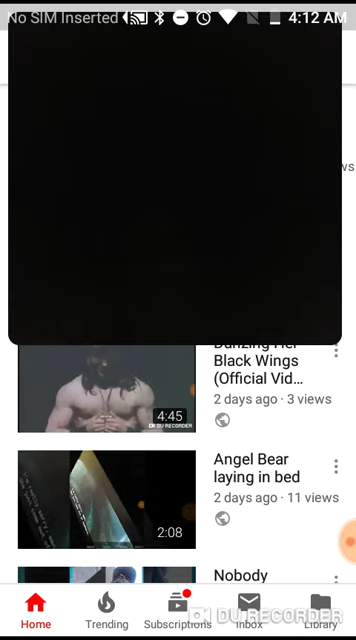 No SIM Inserted
4:12 AM
ws
Danzing Her
Black Wings
(Official Vid...
2 days ago · 3 views
4:45
DU RECORDER
Angel Bear
laying in bed
2 days ago · 11 views
2:08
Nobody
Home
Trending
Subscriptions
Inbox
Library
DU RECORDER